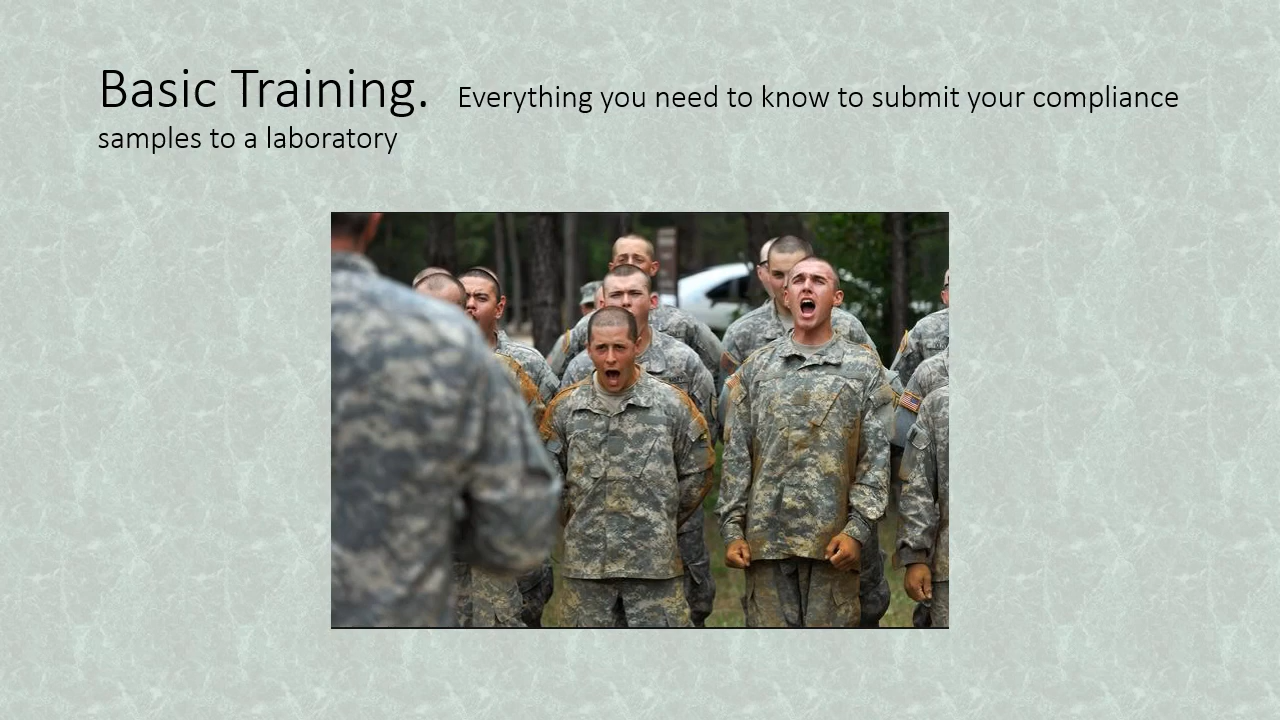 Basic Training. Everything you need to know to submit your compliance
samples to a laboratory